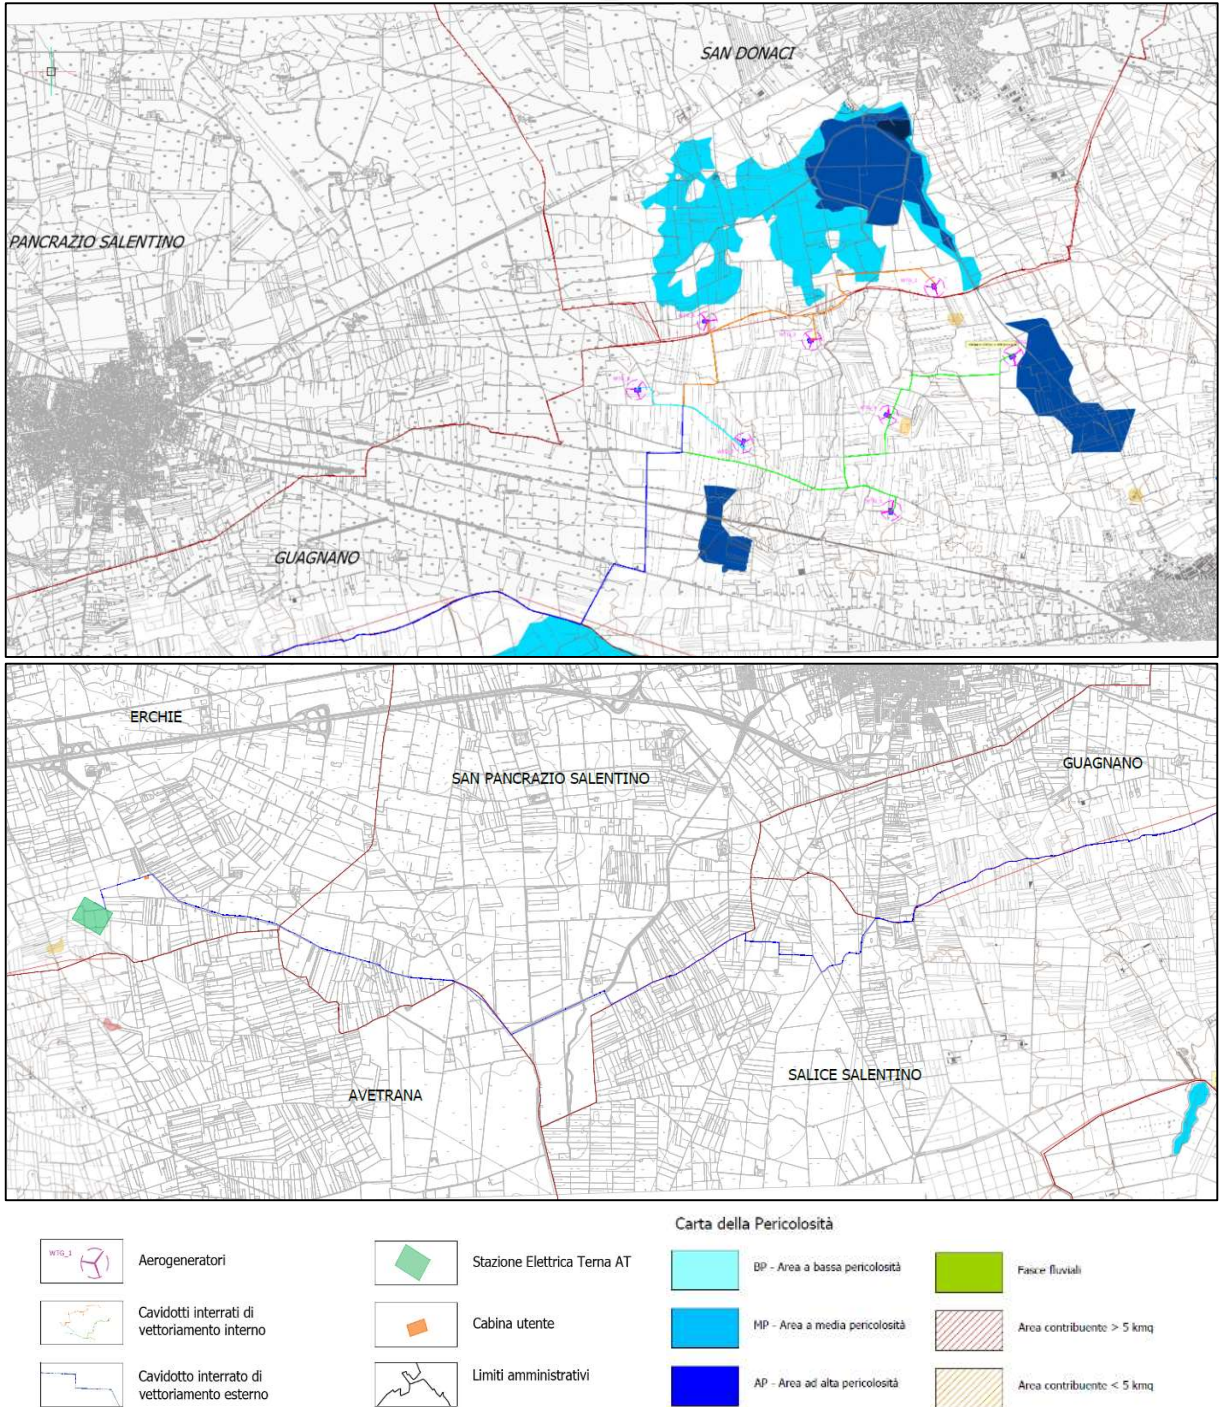 SAN DONACI
PANCRAZIO SALENTINO
GUAGNANO
ERCHIE
SAN PANCRAZIO SALENTINO
GUAGNANO
SALICE SALENTINO
AVETRANA
Carta della Pericolosità
WTG_1
Aerogeneratori
Stazione Elettrica Terna AT
BP - Area a bassa pericolosità
Fasce fluviali
Cavidotti interrati di
vettoriamento interno
Cabina utente
MP - Area a media pericolosità
Area contribuente > 5 kmq
Cavidotto interrato di
vettoriamento esterno
Limiti amministrativi
AP - Area ad alta pericolosità
Area contribuente < 5 kmq